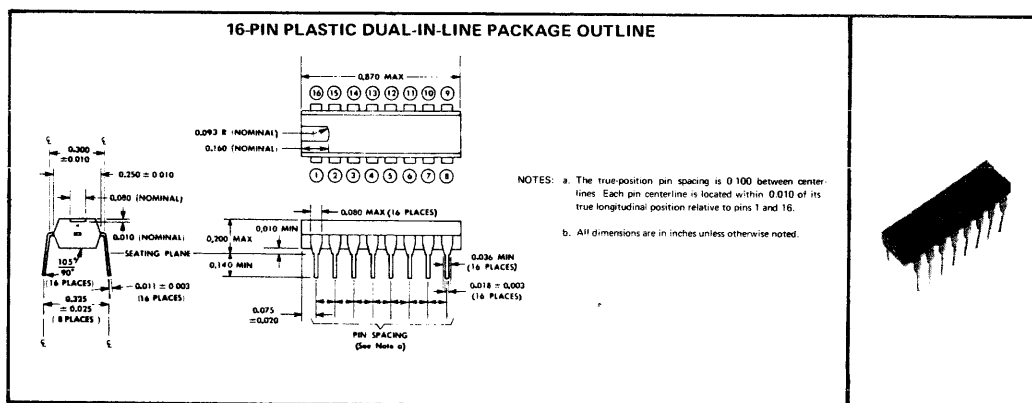 16-PIN PLASTIC DUAL-IN-LINE PACKAGE OUTLINE
0.870 MAX
16 15 14 13 12 11 10 9
0.093 R (NOMINAL)
0.160 (NOMINAL)
1 2 3 4 5 6 7 8
℄ ℄
0.300
±0.010
0.250 ± 0.010
0.080 (NOMINAL)
0.010 (NOMINAL)
SEATING PLANE
105°
90°
(16 PLACES)
0.011 ± 0.003
(16 PLACES)
0.325
± 0.025
( 8 PLACES )
℄ ℄
0.080 MAX (16 PLACES)
0.010 MIN
0.200 MAX
0.140 MIN
0.036 MIN
(16 PLACES)
0.018 ± 0.003
(16 PLACES)
0.075
±0.020
PIN SPACING
(See Note a)
NOTES: a. The true-position pin spacing is 0 100 between center-
lines. Each pin centerline is located within 0.010 of its
true longitudinal position relative to pins 1 and 16.
b. All dimensions are in inches unless otherwise noted.